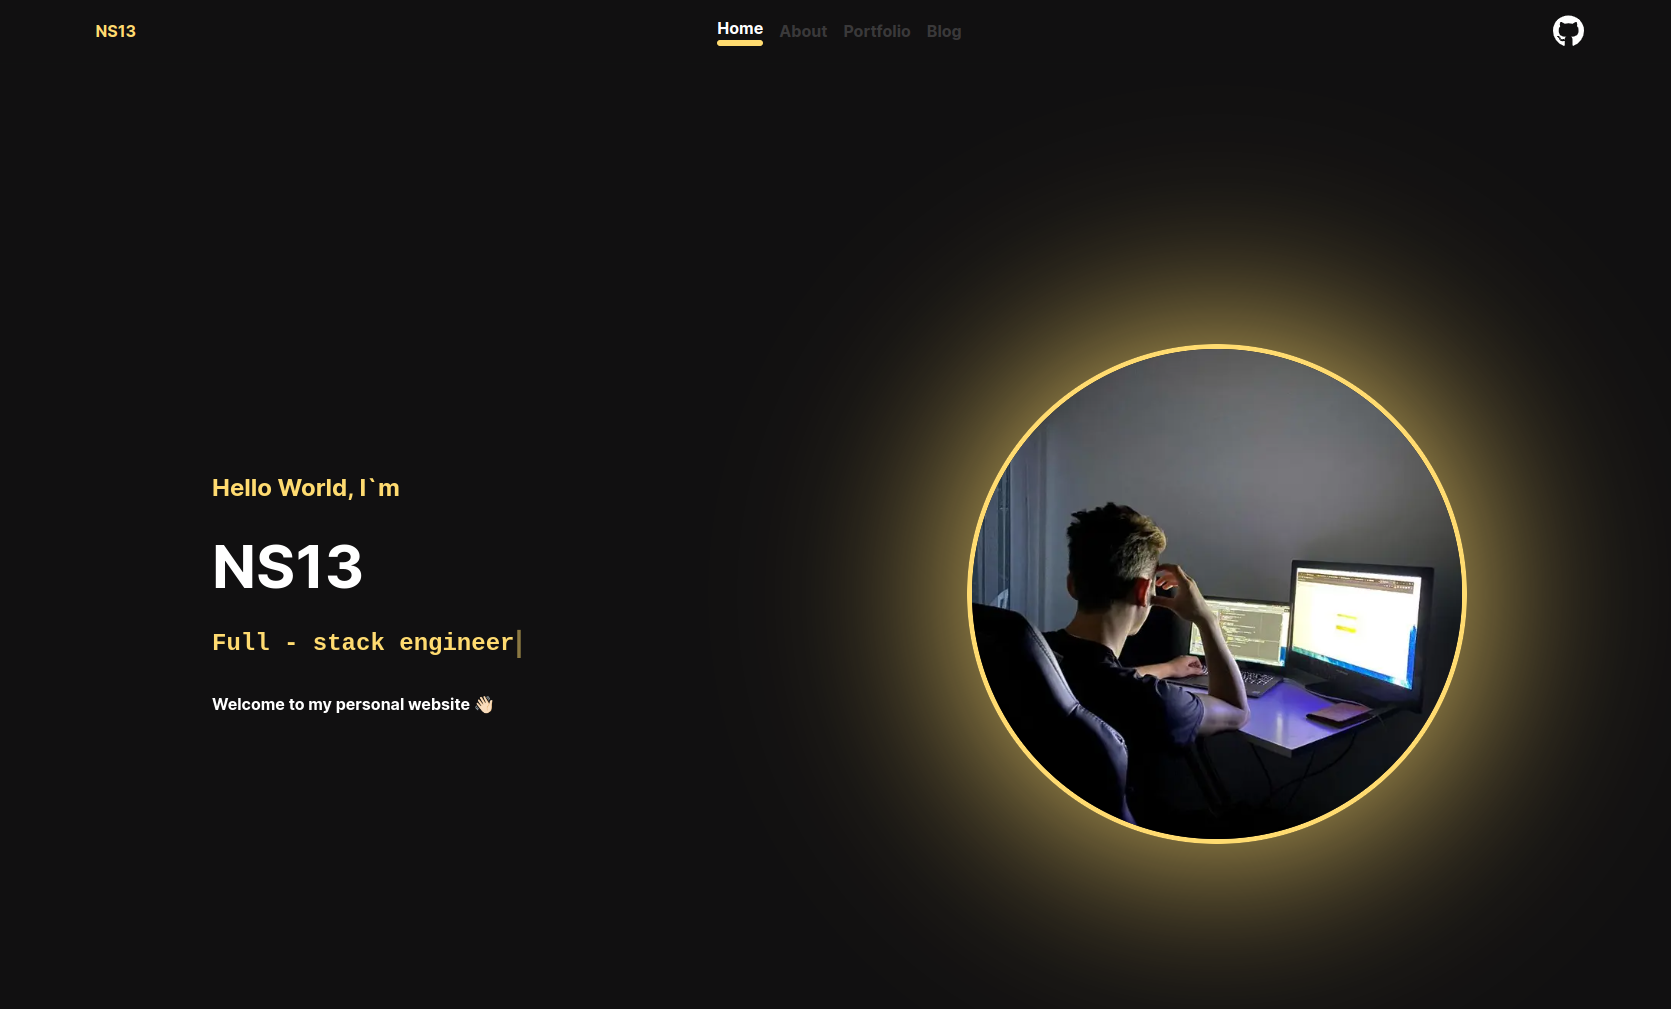 NS13
Home About Portfolio Blog
Hello World, I`m
NS13
Full - stack engineer
Welcome to my personal website 👋🏻